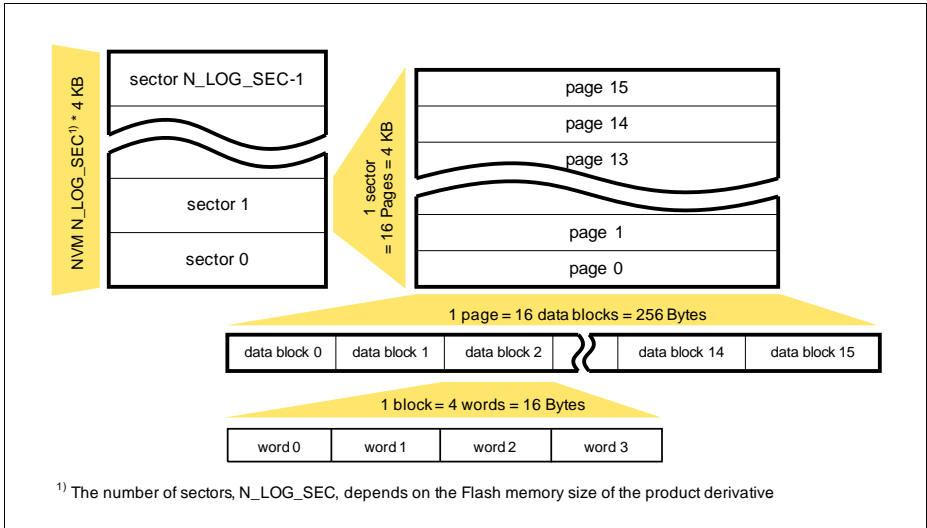 NVM N_LOG_SEC¹⁾ * 4 KB
sector N_LOG_SEC-1
sector 1
sector 0
1 sector
= 16 Pages = 4 KB
page 15
page 14
page 13
page 1
page 0
1 page = 16 data blocks = 256 Bytes
data block 0 data block 1 data block 2 data block 14 data block 15
1 block = 4 words = 16 Bytes
word 0 word 1 word 2 word 3
¹⁾ The number of sectors, N_LOG_SEC, depends on the Flash memory size of the product derivative